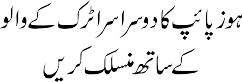 ہوز پائپ کا دوسرا سرا ٹرک کے والو
کے ساتھ منسلک کریں